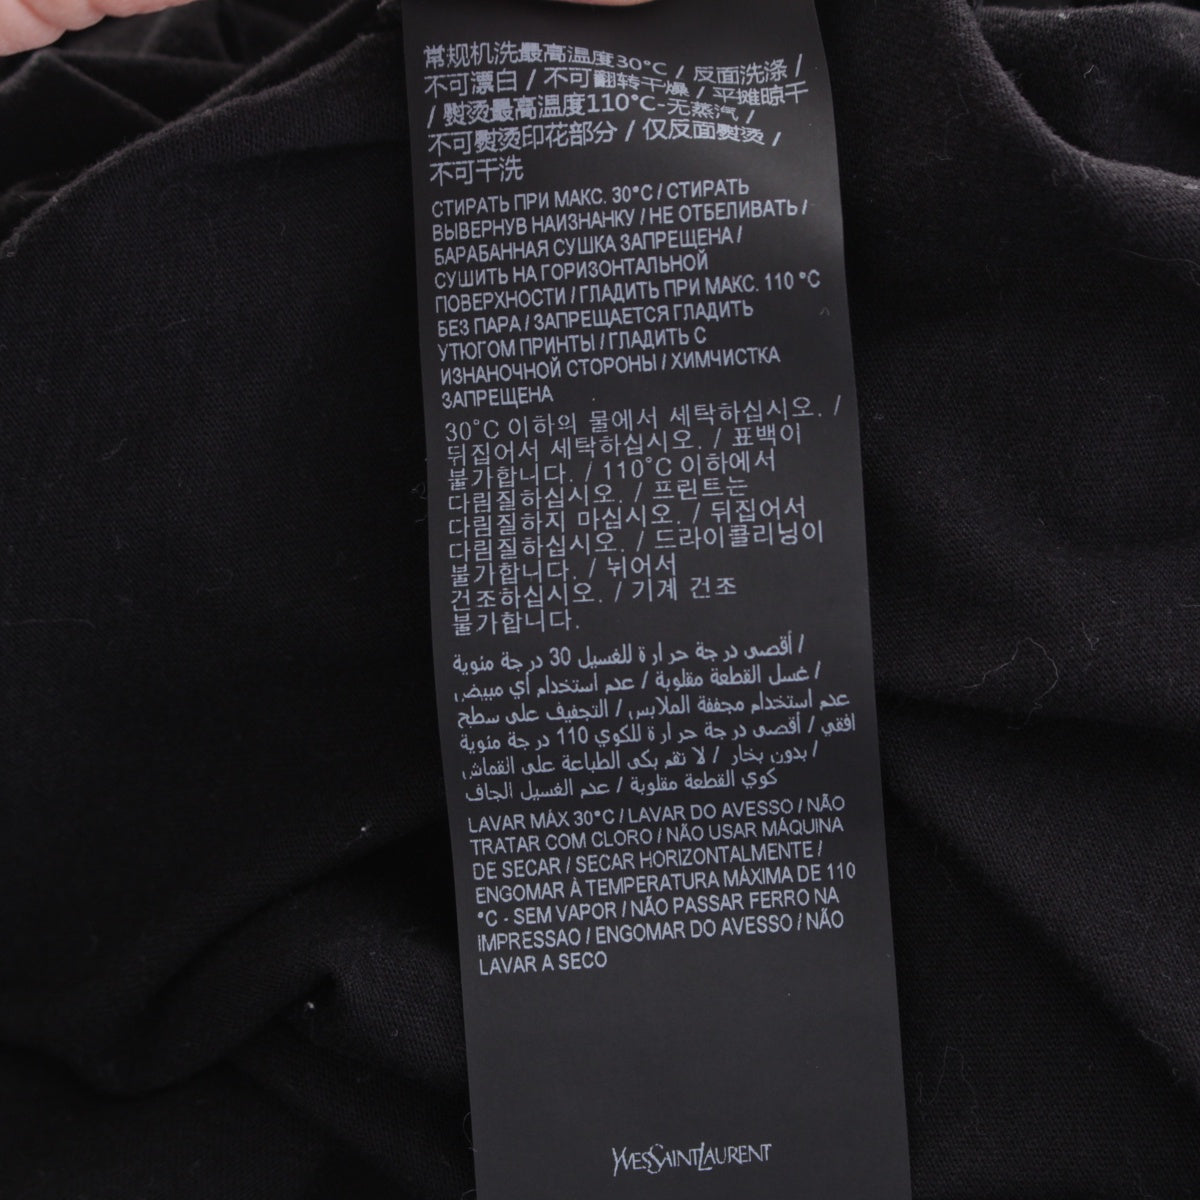 常规机洗最高温度30°C / 反面洗涤 /
不可漂白 / 不可翻转干燥 / 平摊晾干
/ 熨烫最高温度110°C-无蒸汽 /
不可熨烫印花部分 / 仅反面熨烫 /
不可干洗
СТИРАТЬ ПРИ МАКС. 30°C / СТИРАТЬ
ВЫВЕРНУВ НАИЗНАНКУ / НЕ ОТБЕЛИВАТЬ /
БАРАБАННАЯ СУШКА ЗАПРЕЩЕНА /
СУШИТЬ НА ГОРИЗОНТАЛЬНОЙ
ПОВЕРХНОСТИ / ГЛАДИТЬ ПРИ МАКС. 110 °C
БЕЗ ПАРА / ЗАПРЕЩАЕТСЯ ГЛАДИТЬ
УТЮГОМ ПРИНТЫ / ГЛАДИТЬ С
ИЗНАНОЧНОЙ СТОРОНЫ / ХИМЧИСТКА
ЗАПРЕЩЕНА
30°C 이하의 물에서 세탁하십시오. /
뒤집어서 세탁하십시오. / 표백이
불가합니다. / 110°C 이하에서
다림질하십시오. / 프린트는
다림질하지 마십시오. / 뒤집어서
다림질하십시오. / 드라이클리닝이
불가합니다. / 뉘어서
건조하십시오. / 기계 건조
불가합니다.
أقصى درجة حرارة للغسيل 30 درجة مئوية /
غسل القطعة مقلوبة / عدم استخدام أي مبيض /
عدم استخدام مجففة الملابس / التجفيف على سطح
افقي / أقصى درجة حرارة للكوي 110 درجة مئوية
بدون بخار / لا تقم بكي الطباعة على القماش /
كوي القطعة مقلوبة / عدم الغسيل الجاف
LAVAR MÁX 30°C / LAVAR DO AVESSO / NÃO
TRATAR COM CLORO / NÃO USAR MÁQUINA
DE SECAR / SECAR HORIZONTALMENTE /
ENGOMAR À TEMPERATURA MÁXIMA DE 110
°C - SEM VAPOR / NÃO PASSAR FERRO NA
IMPRESSAO / ENGOMAR DO AVESSO / NÃO
LAVAR A SECO
YVESSAINTLAURENT